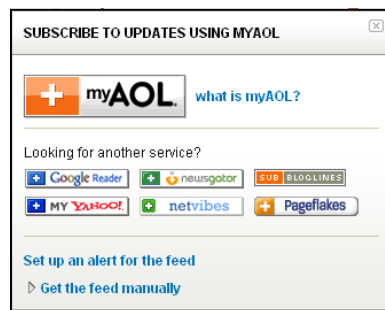 SUBSCRIBE TO UPDATES USING MYAOL
myAOL. what is myAOL?
Looking for another service?
Google Reader newsgator SUB BLOGLINES
MY YAHOO! netvibes Pageflakes
Set up an alert for the feed
Get the feed manually